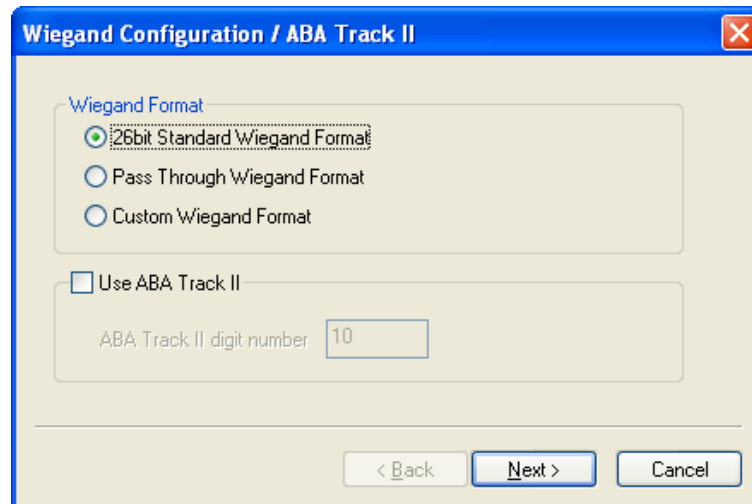 Wiegand Configuration / ABA Track II
Wiegand Format
26bit Standard Wiegand Format
Pass Through Wiegand Format
Custom Wiegand Format
Use ABA Track II
ABA Track II digit number 10
< Back Next > Cancel